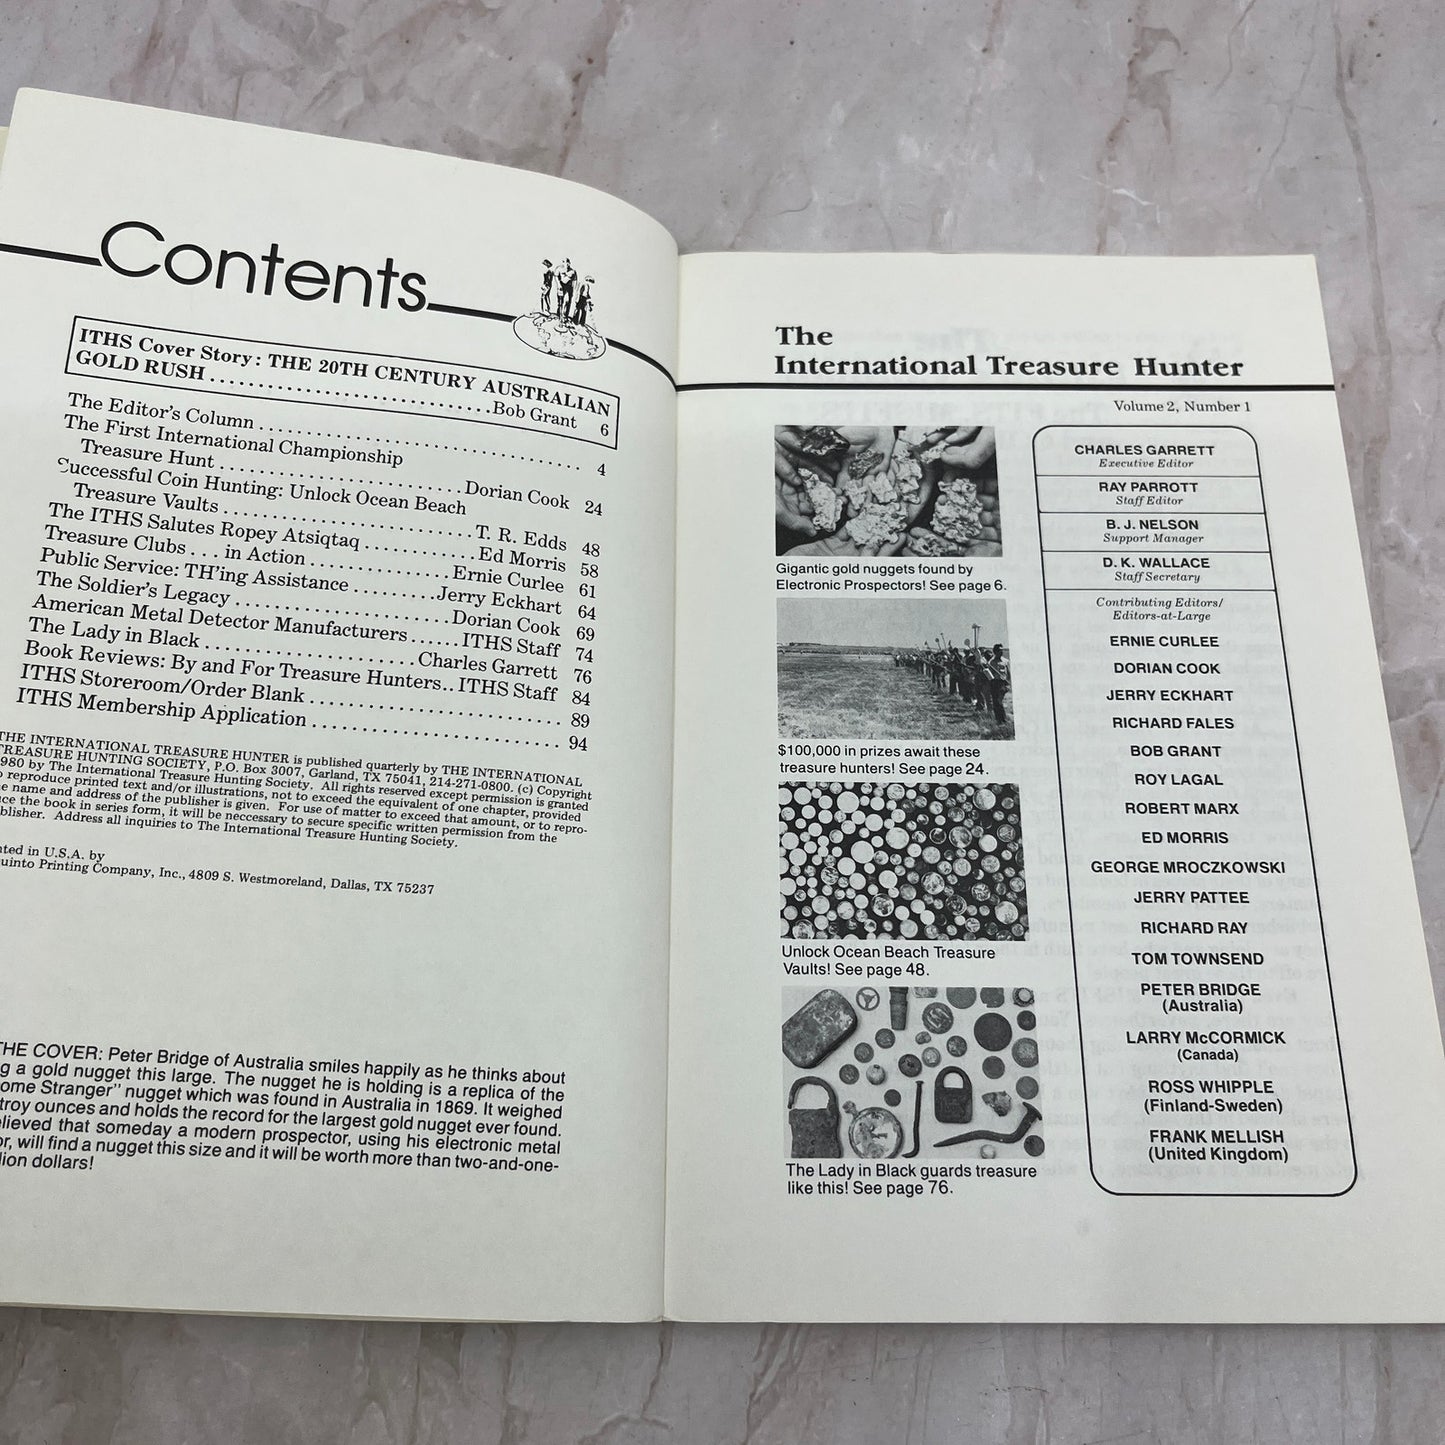 Contents
ITHS Cover Story: THE 20TH CENTURY AUSTRALIAN
GOLD RUSH ..............................Bob Grant 6
The Editor's Column .................................. 4
The First International Championship
Treasure Hunt .........................Dorian Cook 24
Successful Coin Hunting: Unlock Ocean Beach
Treasure Vaults .........................T. R. Edds 48
The ITHS Salutes Ropey Atsiqtaq ............Ed Morris 58
Treasure Clubs . . . in Action ...............Ernie Curlee 61
Public Service: TH'ing Assistance .........Jerry Eckhart 64
The Soldier's Legacy ......................Dorian Cook 69
American Metal Detector Manufacturers ......ITHS Staff 74
The Lady in Black ......................Charles Garrett 76
Book Reviews: By and For Treasure Hunters..ITHS Staff 84
ITHS Storeroom/Order Blank .......................... 89
ITHS Membership Application ......................... 94
THE INTERNATIONAL TREASURE HUNTER is published quarterly by THE INTERNATIONAL
TREASURE HUNTING SOCIETY, P.O. Box 3007, Garland, TX 75041, 214-271-0800. (c) Copyright
980 by The International Treasure Hunting Society. All rights reserved except permission is granted
o reproduce printed text and/or illustrations, not to exceed the equivalent of one chapter, provided
e name and address of the publisher is given. For use of matter to exceed that amount, or to repro-
uce the book in series form, it will be neccessary to secure specific written permission from the
blisher. Address all inquiries to The International Treasure Hunting Society.
nted in U.S.A. by
quinto Printing Company, Inc., 4809 S. Westmoreland, Dallas, TX 75237
THE COVER: Peter Bridge of Australia smiles happily as he thinks about
g a gold nugget this large. The nugget he is holding is a replica of the
ome Stranger" nugget which was found in Australia in 1869. It weighed
troy ounces and holds the record for the largest gold nugget ever found.
elieved that someday a modern prospector, using his electronic metal
or, will find a nugget this size and it will be worth more than two-and-one-
lion dollars!
The
International Treasure Hunter
Volume 2, Number 1
Gigantic gold nuggets found by
Electronic Prospectors! See page 6.
$100,000 in prizes await these
treasure hunters! See page 24.
Unlock Ocean Beach Treasure
Vaults! See page 48.
The Lady in Black guards treasure
like this! See page 76.
CHARLES GARRETT
Executive Editor
RAY PARROTT
Staff Editor
B. J. NELSON
Support Manager
D. K. WALLACE
Staff Secretary
Contributing Editors/
Editors-at-Large
ERNIE CURLEE
DORIAN COOK
JERRY ECKHART
RICHARD FALES
BOB GRANT
ROY LAGAL
ROBERT MARX
ED MORRIS
GEORGE MROCZKOWSKI
JERRY PATTEE
RICHARD RAY
TOM TOWNSEND
PETER BRIDGE
(Australia)
LARRY McCORMICK
(Canada)
ROSS WHIPPLE
(Finland-Sweden)
FRANK MELLISH
(United Kingdom)